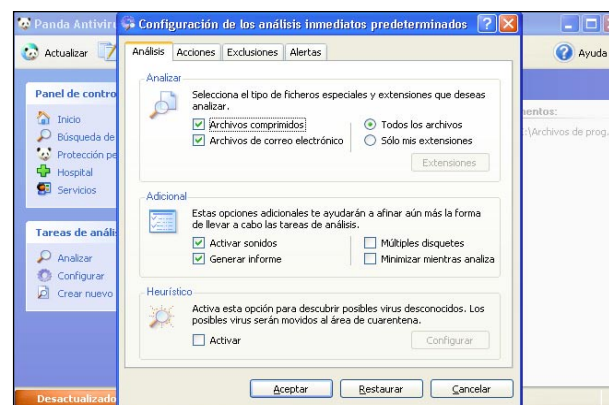 Panda Antivir
Configuración de los análisis inmediatos predeterminados
Actualizar
Ayuda
Análisis Acciones Exclusiones Alertas
Panel de contro
Inicio
Búsqueda de
Protección pe
Hospital
Servicios
Tareas de anális
Analizar
Configurar
Crear nuevo
Desactualizado
Analizar
Selecciona el tipo de ficheros especiales y extensiones que deseas
analizar.
Archivos comprimidos
Todos los archivos
Archivos de correo electrónico
Sólo mis extensiones
Extensiones
Adicional
Estas opciones adicionales te ayudarán a afinar aún más la forma
de llevar a cabo las tareas de análisis.
Activar sonidos
Múltiples disquetes
Generar informe
Minimizar mientras analiza
Heurístico
Activa esta opción para descubrir posibles virus desconocidos. Los
posibles virus serán movidos al área de cuarentena.
Activar
Configurar
Aceptar Restaurar Cancelar
mentos:
:\Archivos de prog.